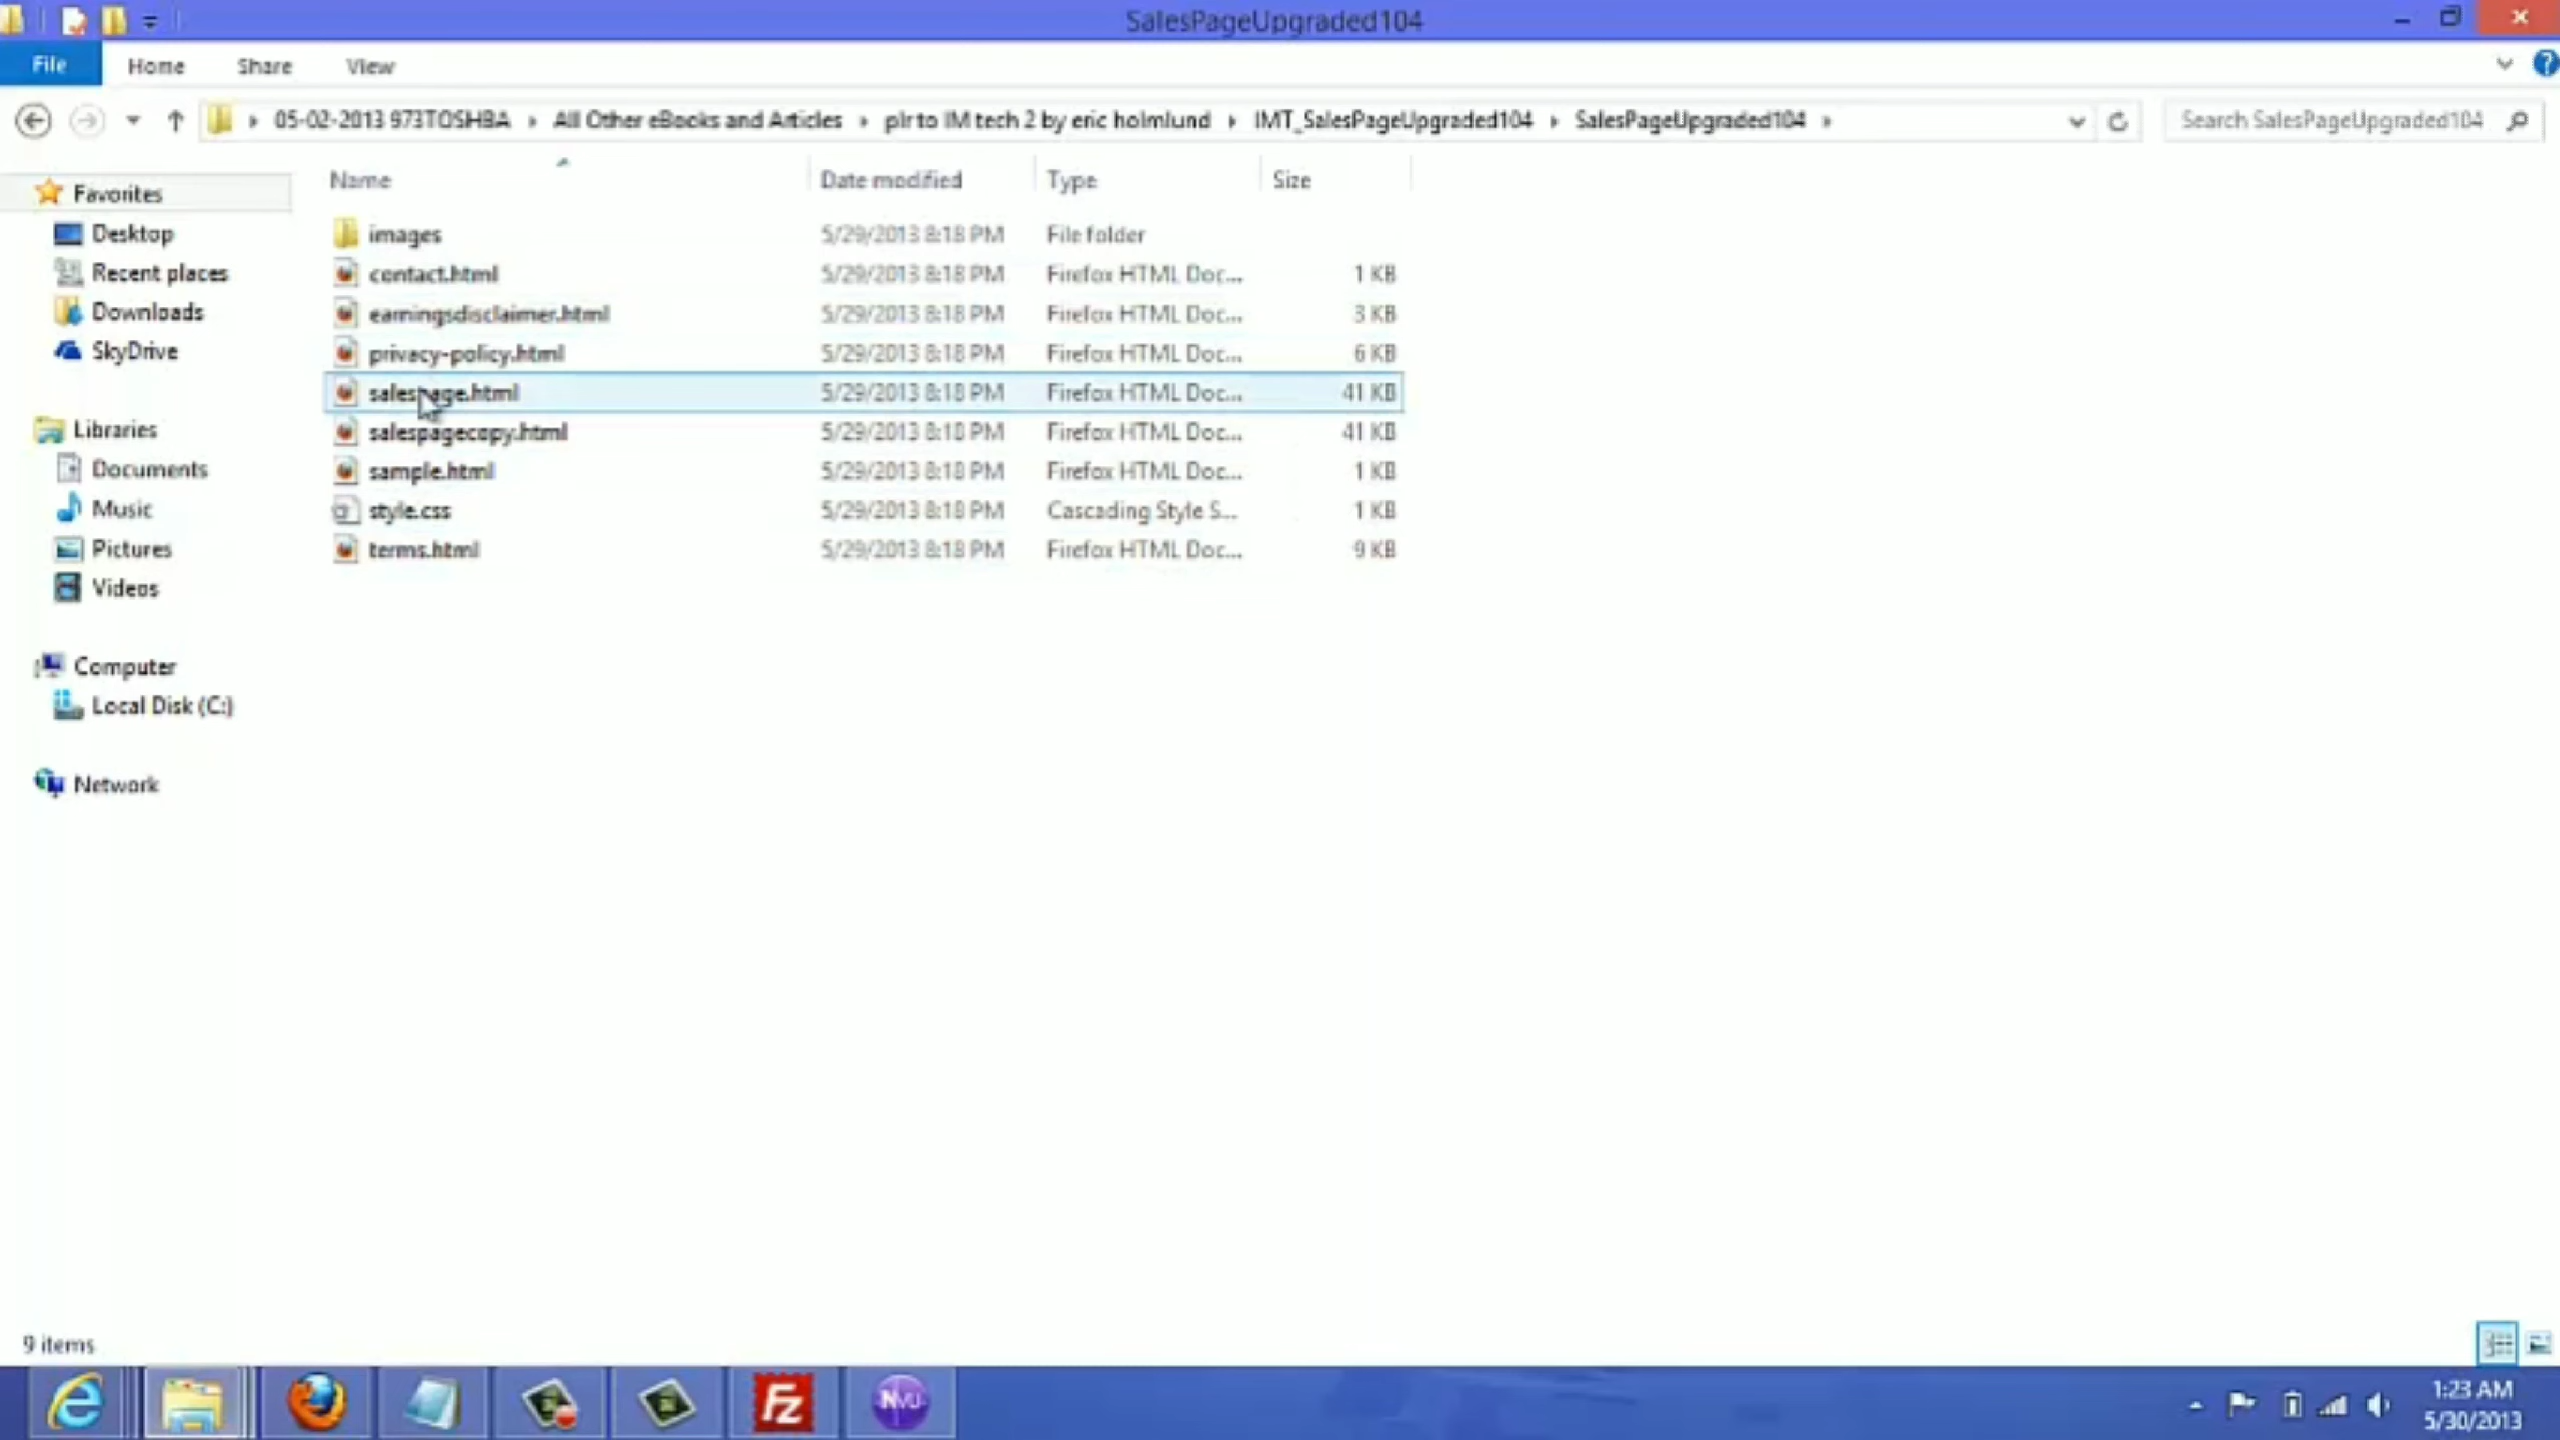 SalesPageUpgraded104
File Home Share View
05-02-2013 973TOSHBA All Other eBooks and Articles plr to IM tech 2 by eric holmlund IMT_SalesPageUpgraded104 SalesPageUpgraded104 Search SalesPageUpgraded104
Name Date modified Type Size
Favorites
Desktop
Recent places
Downloads
SkyDrive
Libraries
Documents
Music
Pictures
Videos
Computer
Local Disk (C:)
Network
images 5/29/2013 8:18 PM File folder
contact.html 5/29/2013 8:18 PM Firefox HTML Doc... 1 KB
earningsdisclaimer.html 5/29/2013 8:18 PM Firefox HTML Doc... 3 KB
privacy-policy.html 5/29/2013 8:18 PM Firefox HTML Doc... 6 KB
salespage.html 5/29/2013 8:18 PM Firefox HTML Doc... 41 KB
salespagecopy.html 5/29/2013 8:18 PM Firefox HTML Doc... 41 KB
sample.html 5/29/2013 8:18 PM Firefox HTML Doc... 1 KB
style.css 5/29/2013 8:18 PM Cascading Style S... 1 KB
terms.html 5/29/2013 8:18 PM Firefox HTML Doc... 9 KB
9 items
Fz
NVU
1:23 AM
5/30/2013